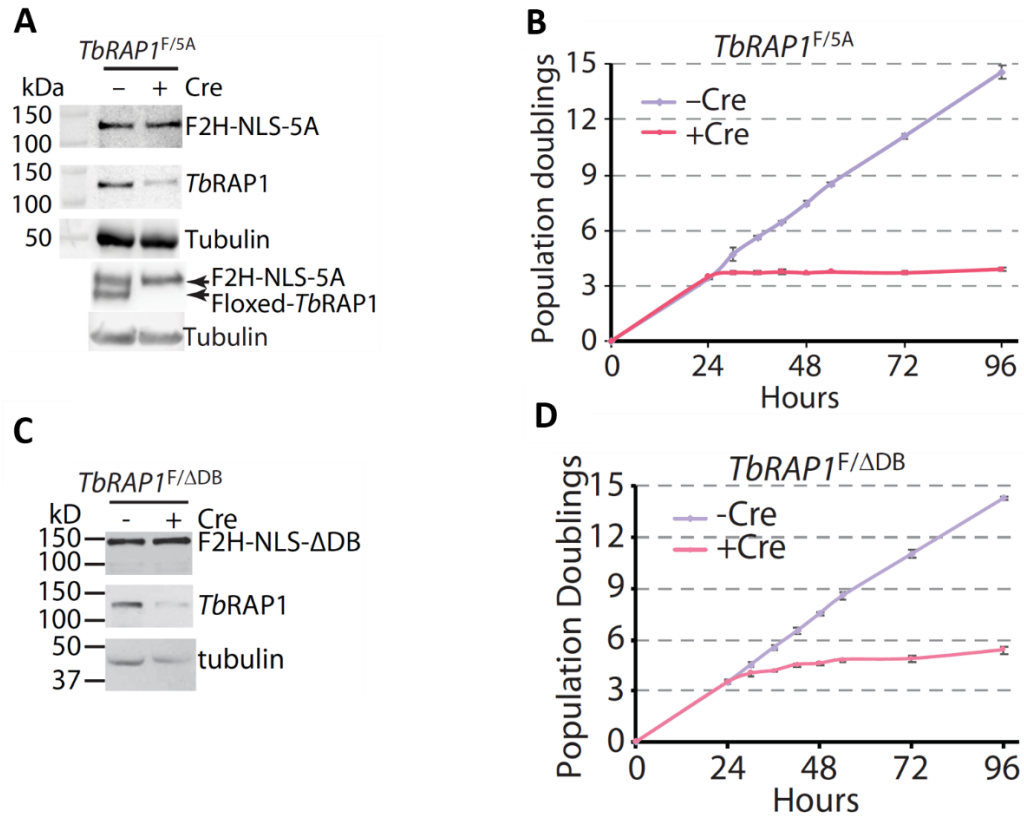 A
TbRAP1F/5A
kDa – + Cre
150
100
F2H-NLS-5A
150
100
TbRAP1
50
Tubulin
F2H-NLS-5A
Floxed-TbRAP1
Tubulin
B
TbRAP1F/5A
Population doublings
15
12
9
6
3
0
–Cre
+Cre
0 24 48 72 96
Hours
C
TbRAP1F/ΔDB
kD - + Cre
150
100
F2H-NLS-ΔDB
150
100
TbRAP1
50
37
tubulin
D
TbRAP1F/ΔDB
Population Doublings
15
12
9
6
3
0
-Cre
+Cre
0 24 48 72 96
Hours